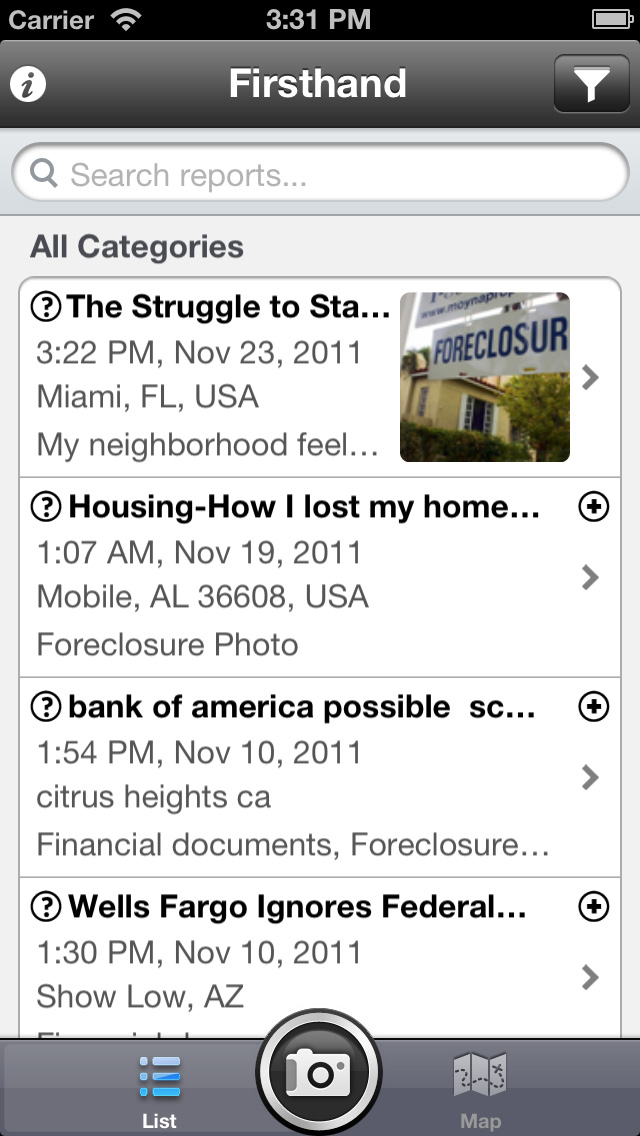 Carrier 3:31 PM
Firsthand
Search reports...
All Categories
The Struggle to Sta...
3:22 PM, Nov 23, 2011
Miami, FL, USA
My neighborhood feel...
www.moynaprop
FORECLOSUR
Housing-How I lost my home...
1:07 AM, Nov 19, 2011
Mobile, AL 36608, USA
Foreclosure Photo
bank of america possible  sc...
1:54 PM, Nov 10, 2011
citrus heights ca
Financial documents, Foreclosure...
Wells Fargo Ignores Federal...
1:30 PM, Nov 10, 2011
Show Low, AZ
List
Map